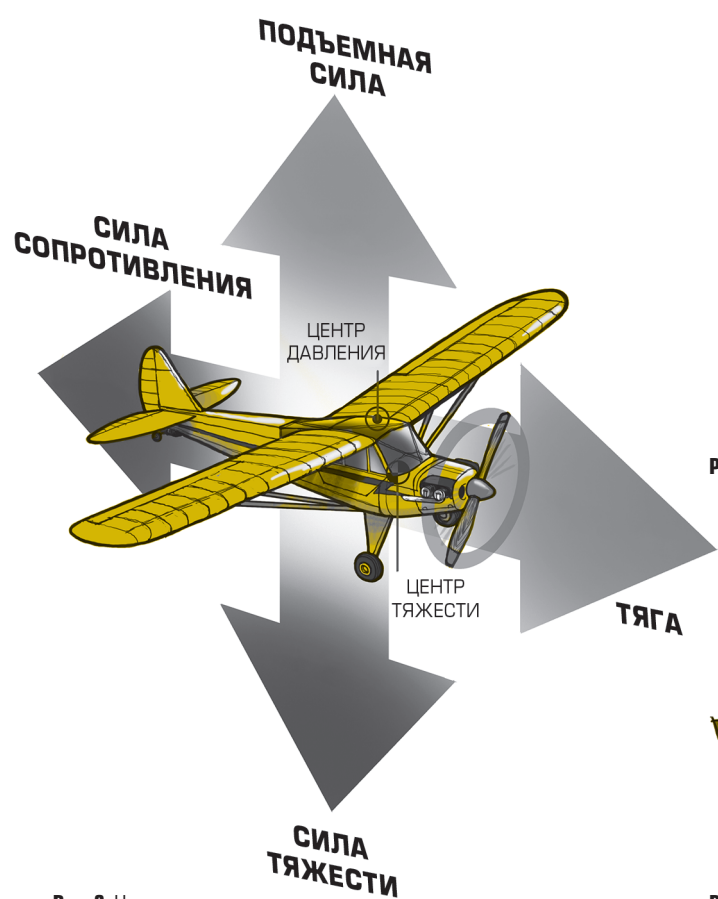 ПОДЪЕМНАЯ
СИЛА
СИЛА
СОПРОТИВЛЕНИЯ
ЦЕНТР
ДАВЛЕНИЯ
ЦЕНТР
ТЯЖЕСТИ
ТЯГА
СИЛА
ТЯЖЕСТИ